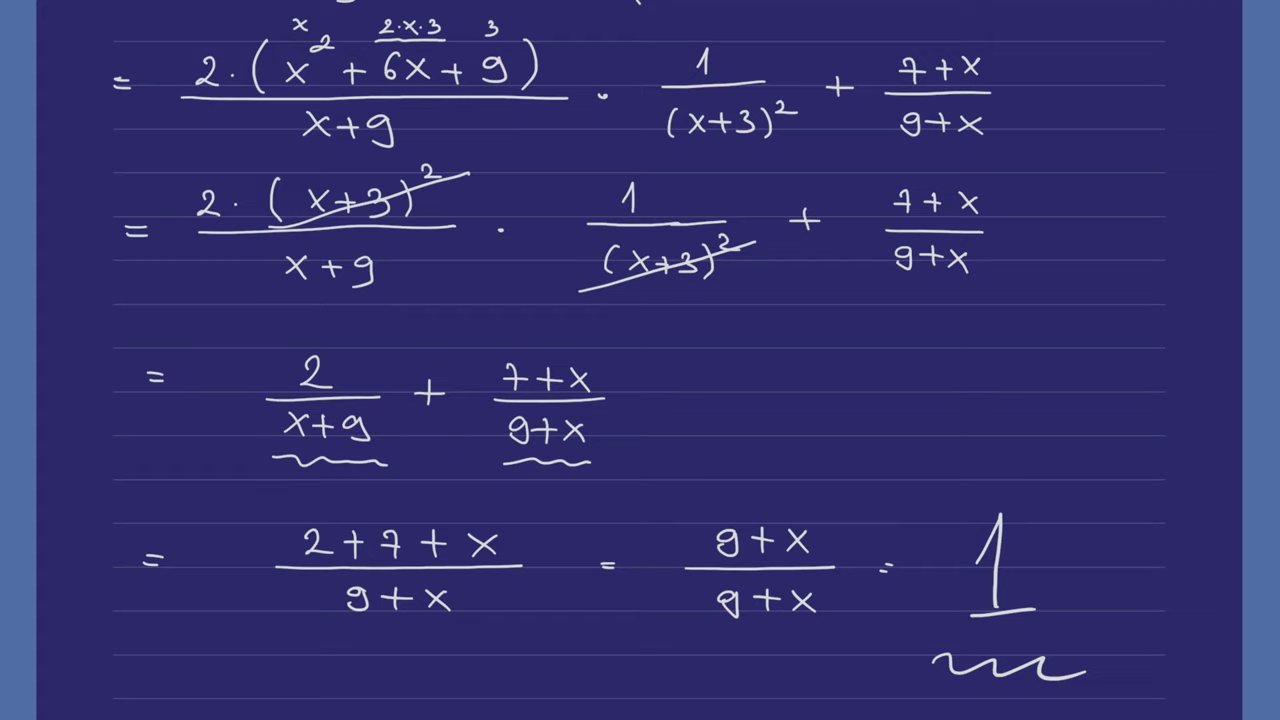 x 2·x·3 3
= 2·(x² + 6x + 9) / x+9 · 1 / (x+3)² + 7+x / 9+x
= 2·(x+3)² / x+9 · 1 / (x+3)² + 7+x / 9+x
= 2 / x+9 + 7+x / 9+x
= 2+7+x / 9+x = 9+x / 9+x = 1